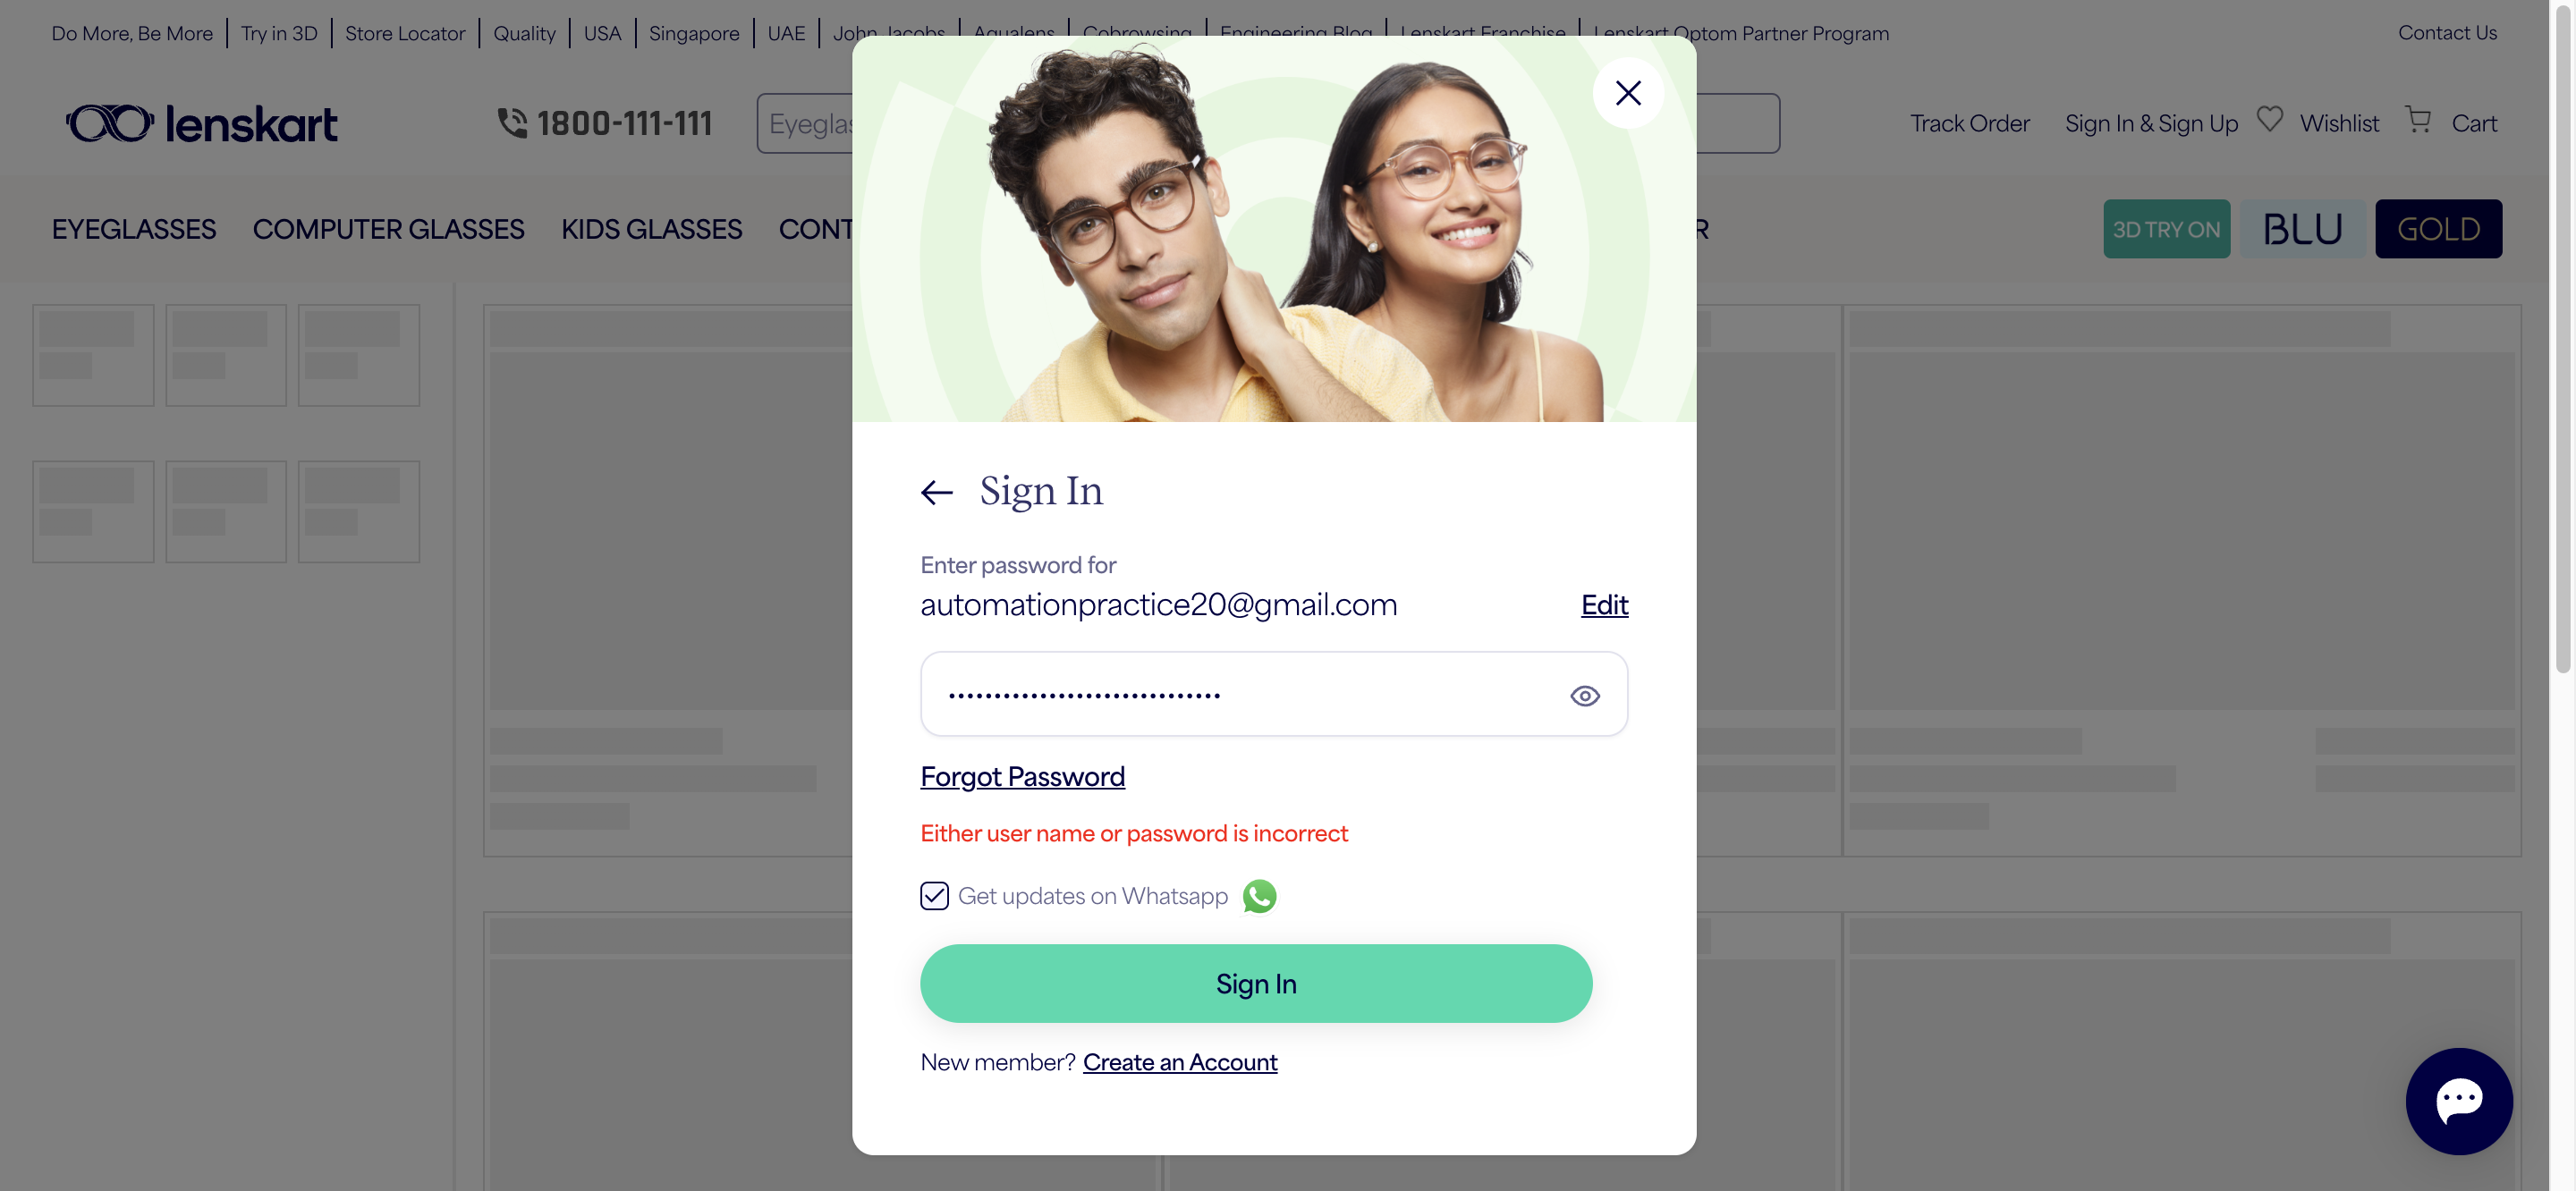 Do More, Be More | Try in 3D | Store Locator | Quality | USA | Singapore | UAE | John Jacobs | Aqualens | Cobrowsing | Engineering Blog | Lenskart Franchise | Lenskart Optom Partner Program
Contact Us
lenskart
1800-111-111
Eyeglas
Track Order
Sign In & Sign Up
Wishlist
Cart
EYEGLASSES
COMPUTER GLASSES
KIDS GLASSES
CONT
R
3D TRY ON
BLU
GOLD
Sign In
Enter password for
automationpractice20@gmail.com
Edit
Forgot Password
Either user name or password is incorrect
Get updates on Whatsapp
Sign In
New member? Create an Account